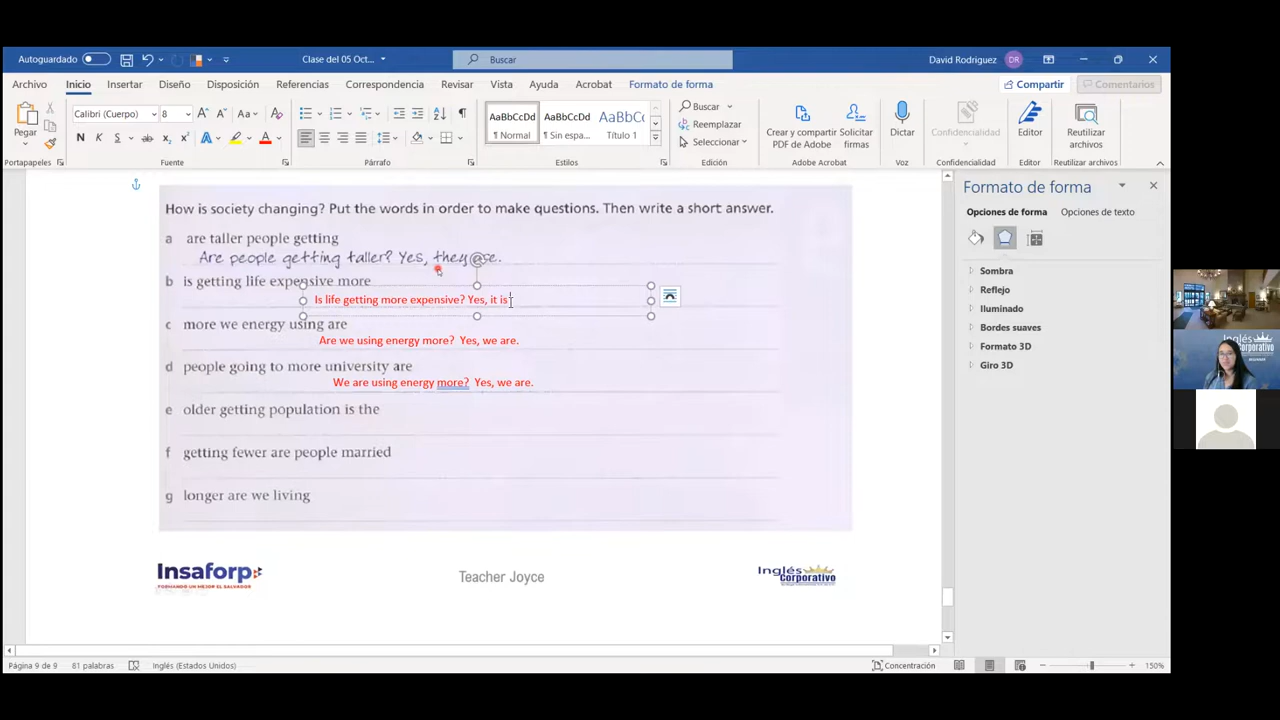 Autoguardado
Clase del 05 Oct...
Buscar
David Rodriguez DR
Archivo Inicio Insertar Diseño Disposición Referencias Correspondencia Revisar Vista Ayuda Acrobat Formato de forma Compartir Comentarios
Pegar
Calibri (Cuerpo) 8
AaBbCcDd AaBbCcDd AaBbCc
¶ Normal ¶ Sin espa... Título 1
Buscar
Reemplazar
Seleccionar
Crear y compartir PDF de Adobe
Solicitar firmas
Dictar
Confidencialidad
Editor
Reutilizar archivos
Portapapeles Fuente Párrafo Estilos Edición Adobe Acrobat Voz Confidencialidad Editor Reutilizar archivos
How is society changing? Put the words in order to make questions. Then write a short answer.
a are taller people getting
Are people getting taller? Yes, they are.
b is getting life expensive more
Is life getting more expensive? Yes, it is
c more we energy using are
Are we using energy more? Yes, we are.
d people going to more university are
We are using energy more? Yes, we are.
e older getting population is the
f getting fewer are people married
g longer are we living
Insaforp
FORMANDO UN MEJOR EL SALVADOR
Teacher Joyce
Inglés Corporativo
Formato de forma
Opciones de forma Opciones de texto
Sombra
Reflejo
Iluminado
Bordes suaves
Formato 3D
Giro 3D
Inglés
Corporativo
Página 9 de 9 81 palabras Inglés (Estados Unidos) Concentración 150%